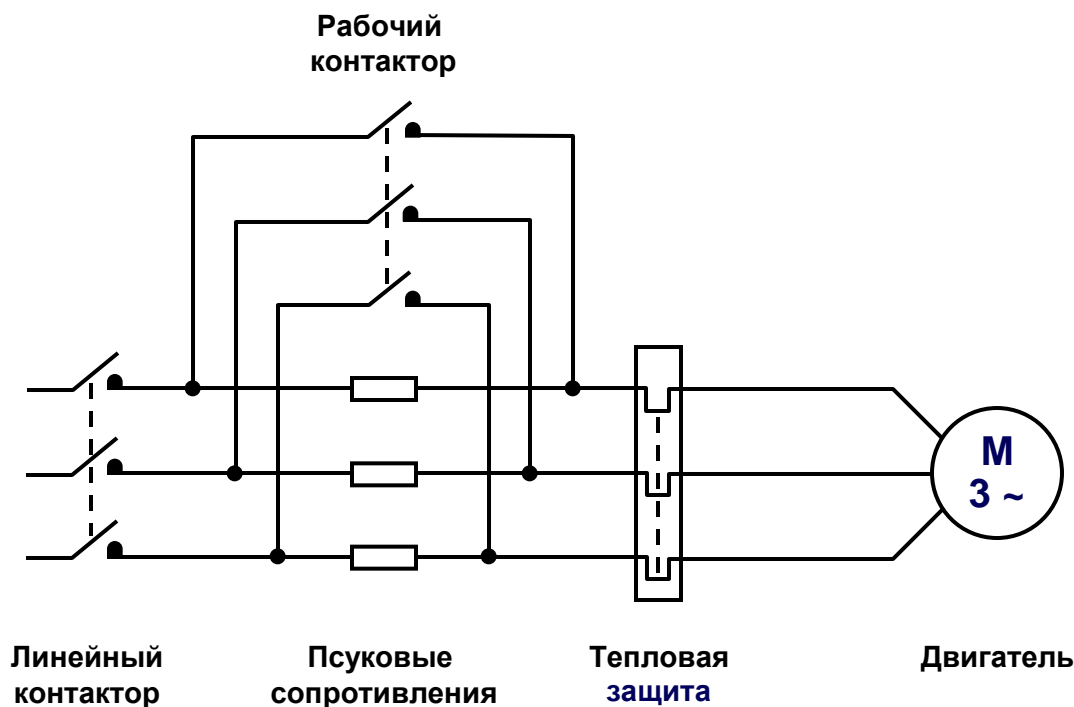 Рабочий
контактор
М
3 ~
Линейный
контактор
Псуковые
сопротивления
Тепловая
защита
Двигатель